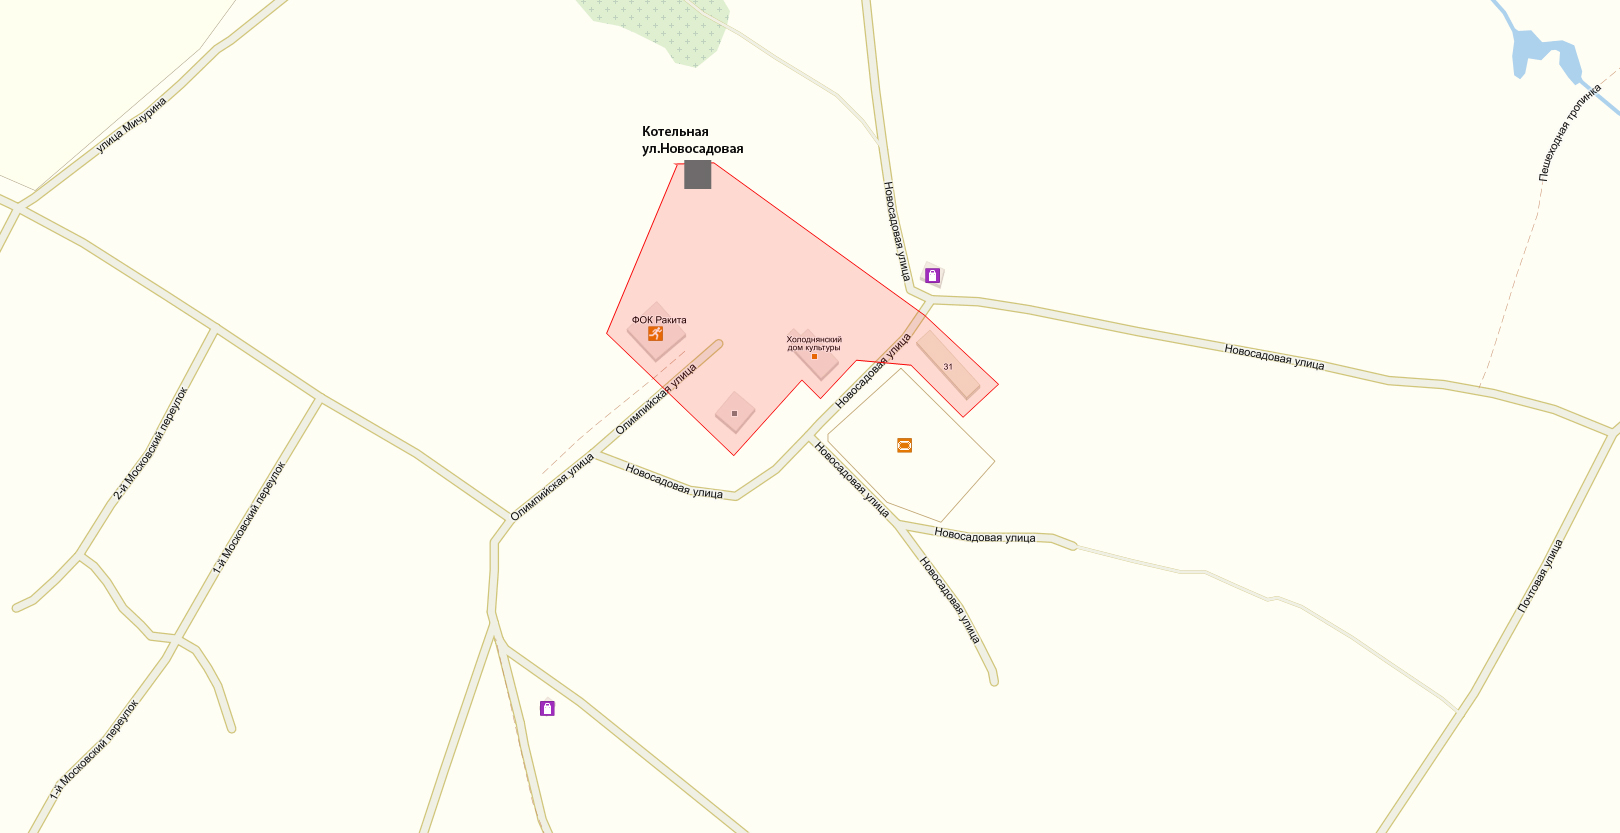 улица Мичурина
Котельная
ул.Новосадовая
Пешеходная тропинка
Новосадовая улица
ФОК Ракита
Холоднянский
дом культуры
31
Новосадовая улица
Новосадовая улица
Олимпийская улица
2-й Московский переулок
1-й Московский переулок
Олимпийская улица
Новосадовая улица
Новосадовая улица
Новосадовая улица
Новосадовая улица
Почтовая улица
1-й Московский переулок